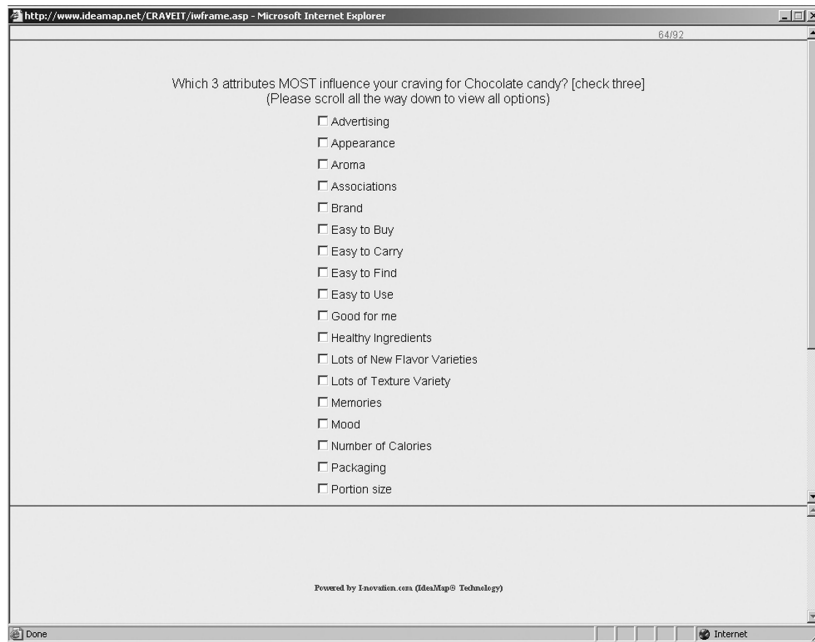 http://www.ideamap.net/CRAVEIT/iwframe.asp - Microsoft Internet Explorer
64/92
Which 3 attributes MOST influence your craving for Chocolate candy? [check three]
(Please scroll all the way down to view all options)
Advertising
Appearance
Aroma
Associations
Brand
Easy to Buy
Easy to Carry
Easy to Find
Easy to Use
Good for me
Healthy Ingredients
Lots of New Flavor Varieties
Lots of Texture Variety
Memories
Mood
Number of Calories
Packaging
Portion size
Powered by I-novation.com (IdeaMap® Technology)
Done
Internet